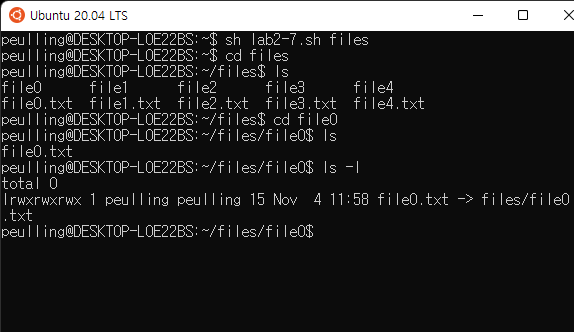 Ubuntu 20.04 LTS
peulling@DESKTOP-LOE22BS:~$ sh lab2-7.sh files
peulling@DESKTOP-LOE22BS:~$ cd files
peulling@DESKTOP-LOE22BS:~/files$ ls
file0      file1      file2      file3      file4
file0.txt  file1.txt  file2.txt  file3.txt  file4.txt
peulling@DESKTOP-LOE22BS:~/files$ cd file0
peulling@DESKTOP-LOE22BS:~/files/file0$ ls
file0.txt
peulling@DESKTOP-LOE22BS:~/files/file0$ ls -l
total 0
lrwxrwxrwx 1 peulling peulling 15 Nov  4 11:58 file0.txt -> files/file0
.txt
peulling@DESKTOP-LOE22BS:~/files/file0$